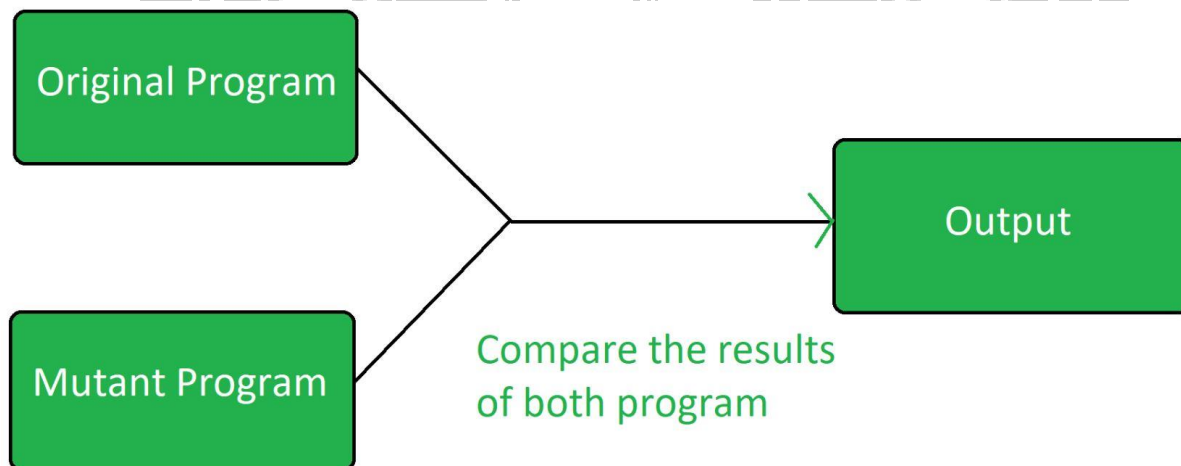 Original Program
Output
Compare the results
of both program
Mutant Program